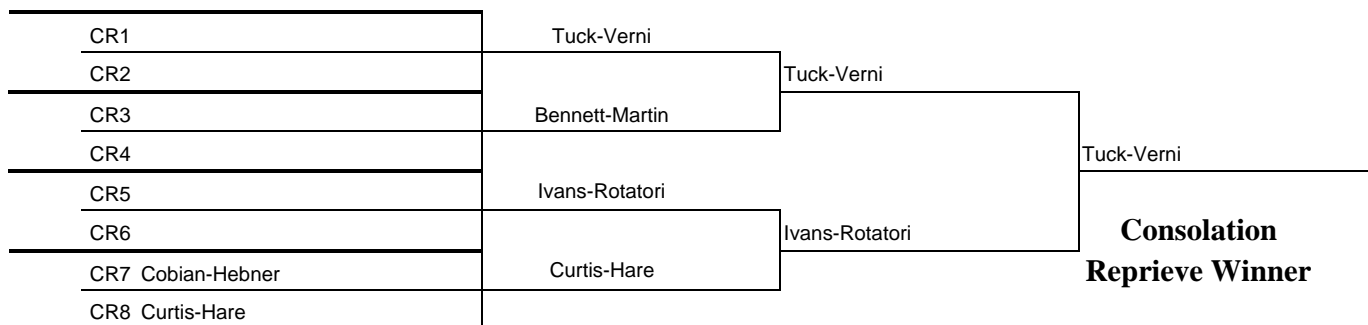 CR1
Tuck-Verni
CR2
Tuck-Verni
CR3
Bennett-Martin
CR4
Tuck-Verni
CR5
Ivans-Rotatori
CR6
Ivans-Rotatori
Consolation
Reprieve Winner
CR7 Cobian-Hebner
Curtis-Hare
CR8 Curtis-Hare